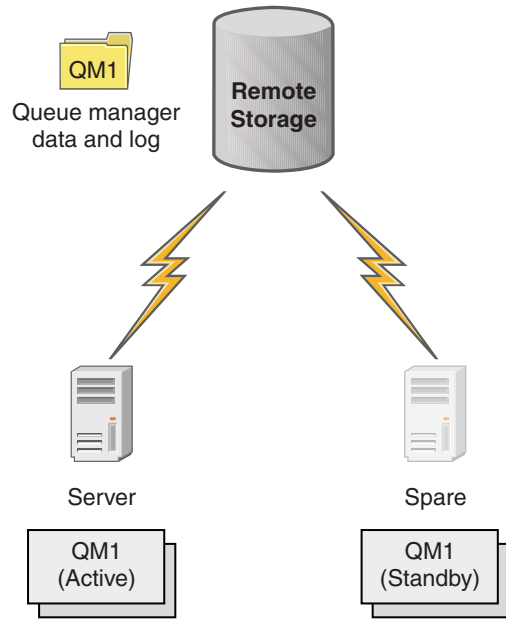 QM1
Queue manager
data and log
Remote
Storage
Server
Spare
QM1
(Active)
QM1
(Standby)